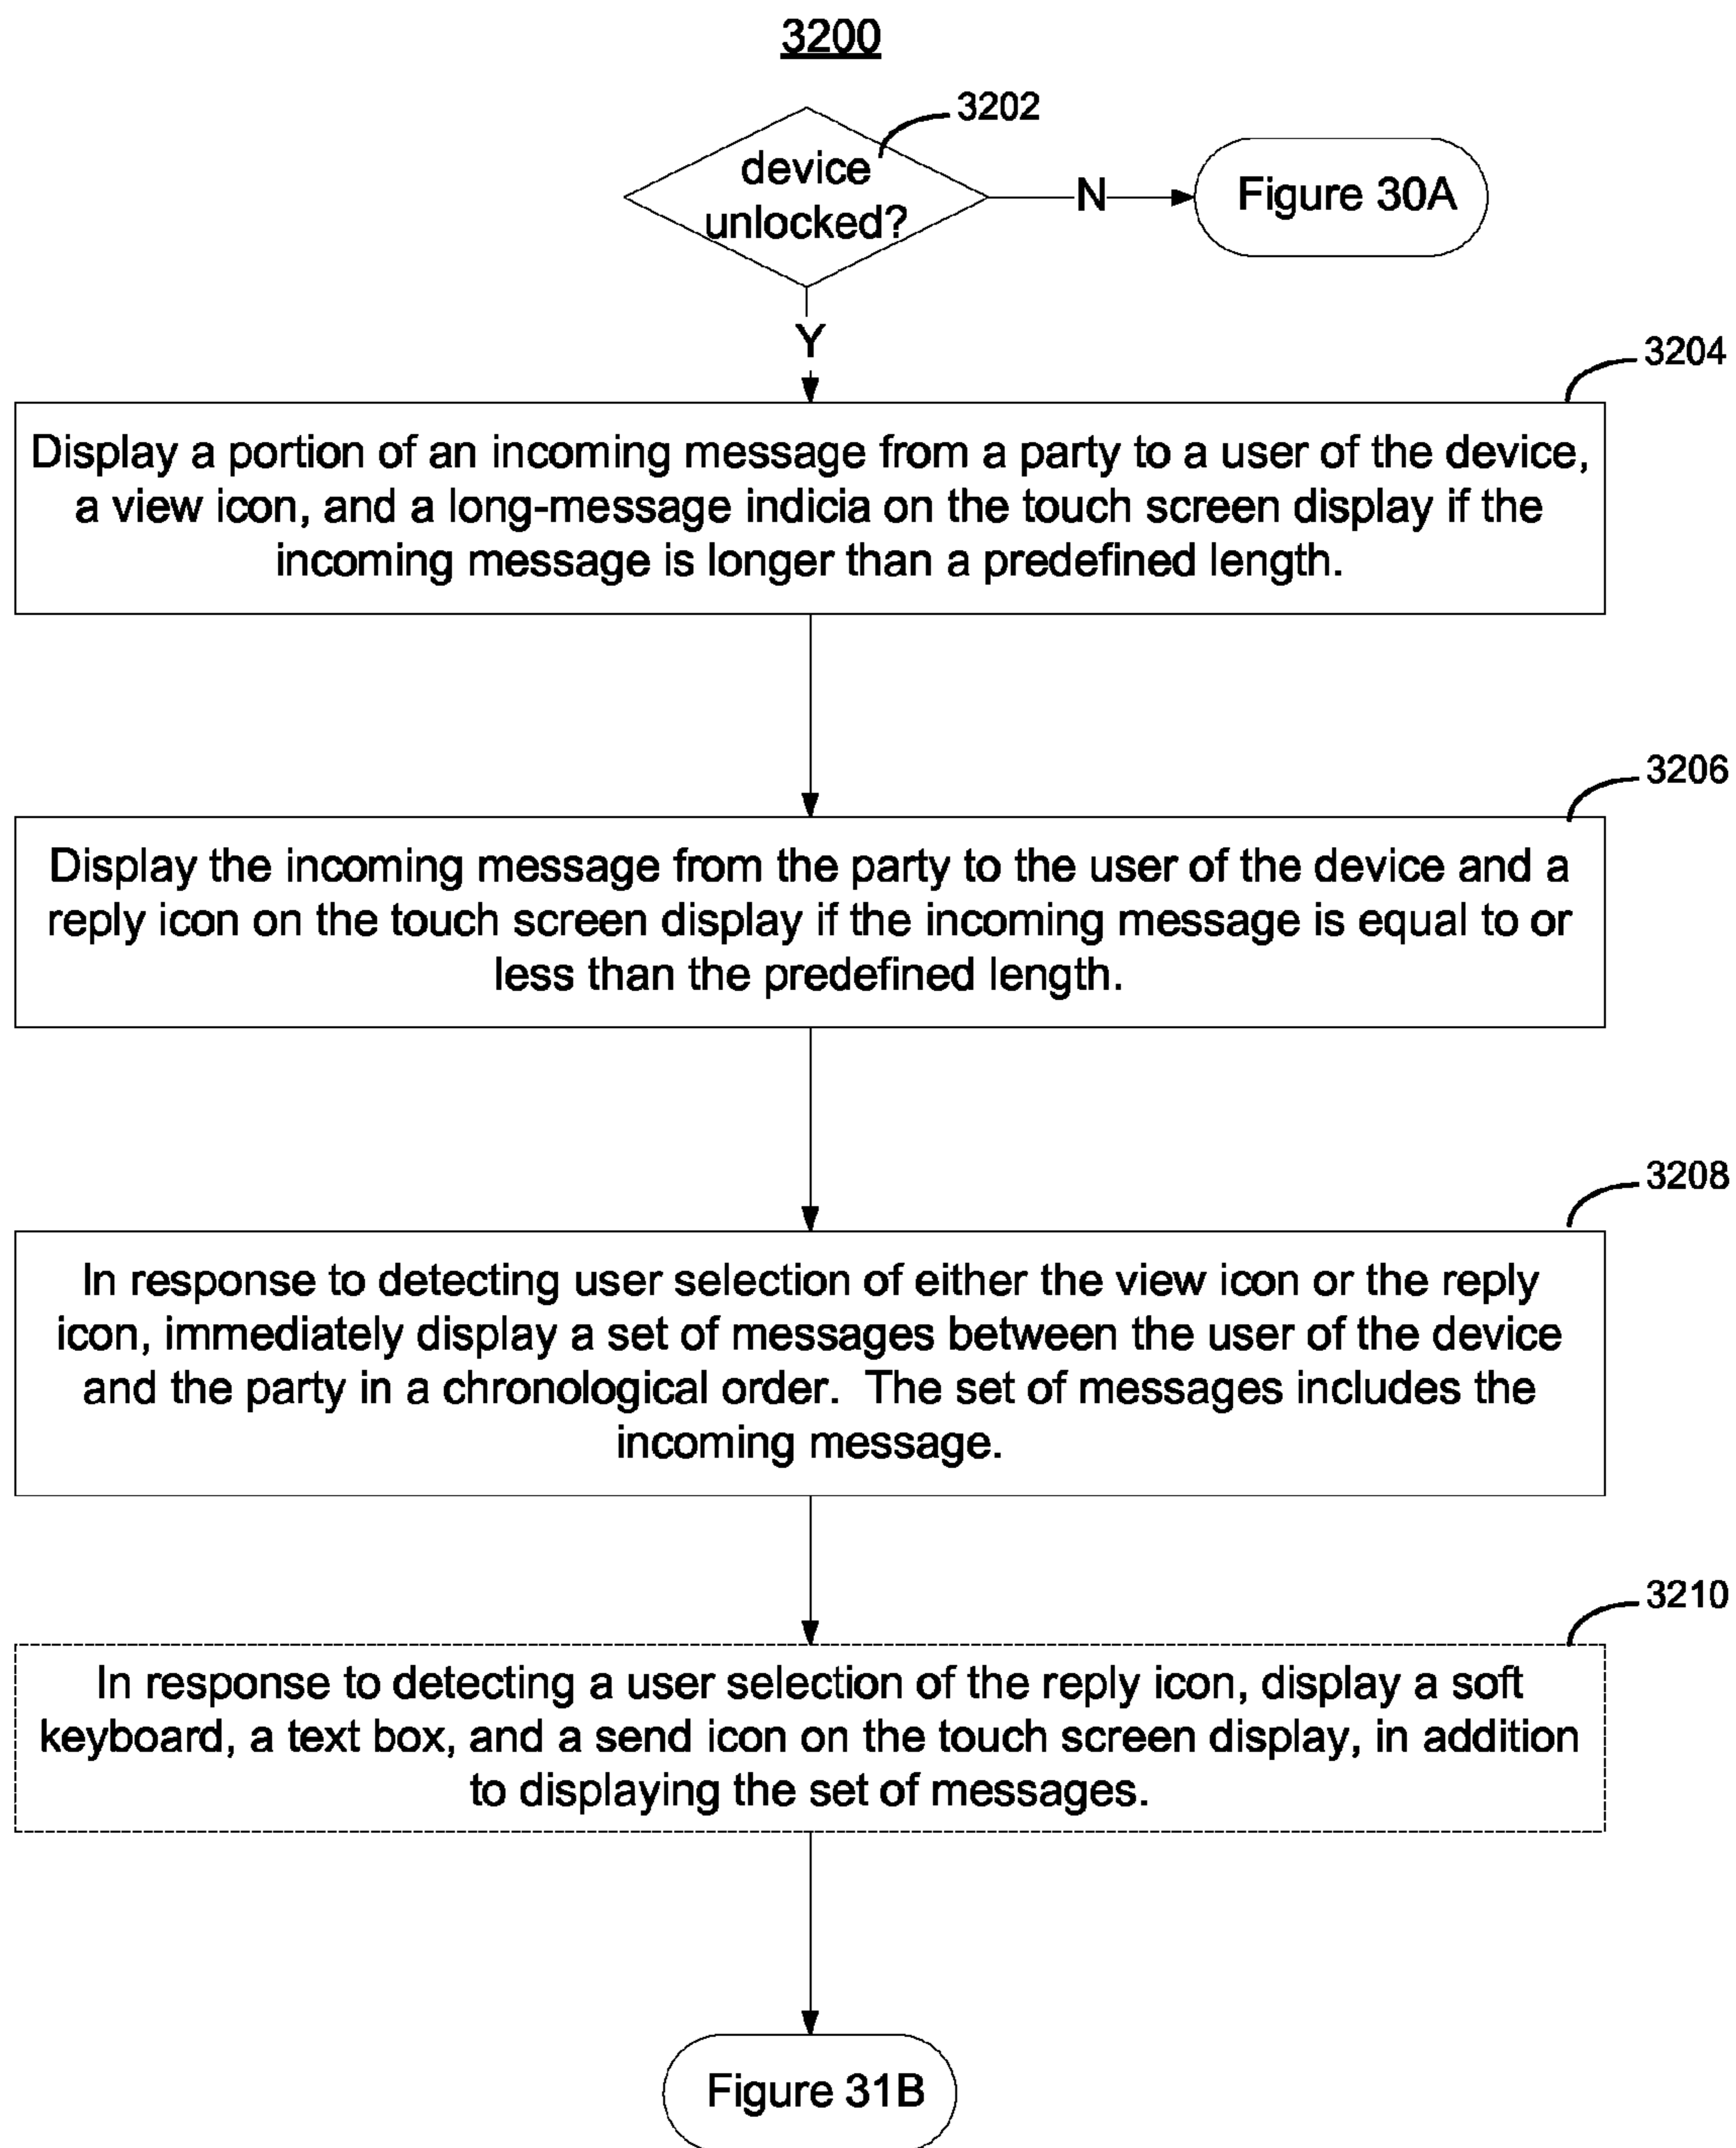 3200
3202
device
unlocked?
N
Figure 30A
Y
3204
Display a portion of an incoming message from a party to a user of the device,
a view icon, and a long-message indicia on the touch screen display if the
incoming message is longer than a predefined length.
3206
Display the incoming message from the party to the user of the device and a
reply icon on the touch screen display if the incoming message is equal to or
less than the predefined length.
3208
In response to detecting user selection of either the view icon or the reply
icon, immediately display a set of messages between the user of the device
and the party in a chronological order.  The set of messages includes the
incoming message.
3210
In response to detecting a user selection of the reply icon, display a soft
keyboard, a text box, and a send icon on the touch screen display, in addition
to displaying the set of messages.
Figure 31B